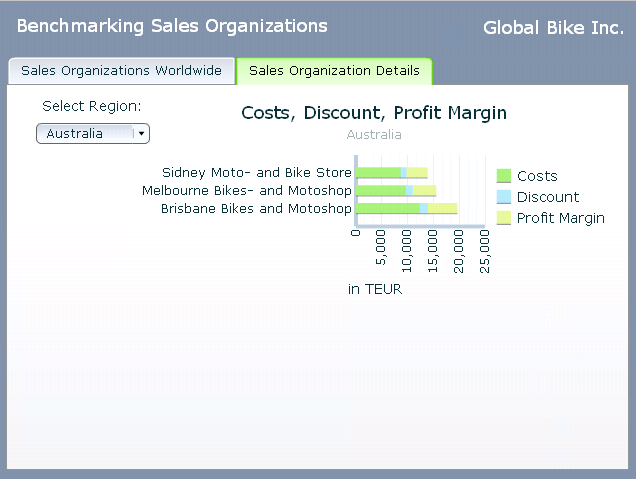 Benchmarking Sales Organizations
Global Bike Inc.
Sales Organizations Worldwide
Sales Organization Details
Select Region:
Australia
Costs, Discount, Profit Margin
Australia
Sidney Moto- and Bike Store
Melbourne Bikes- and Motoshop
Brisbane Bikes and Motoshop
0
5,000
10,000
15,000
20,000
25,000
in TEUR
Costs
Discount
Profit Margin